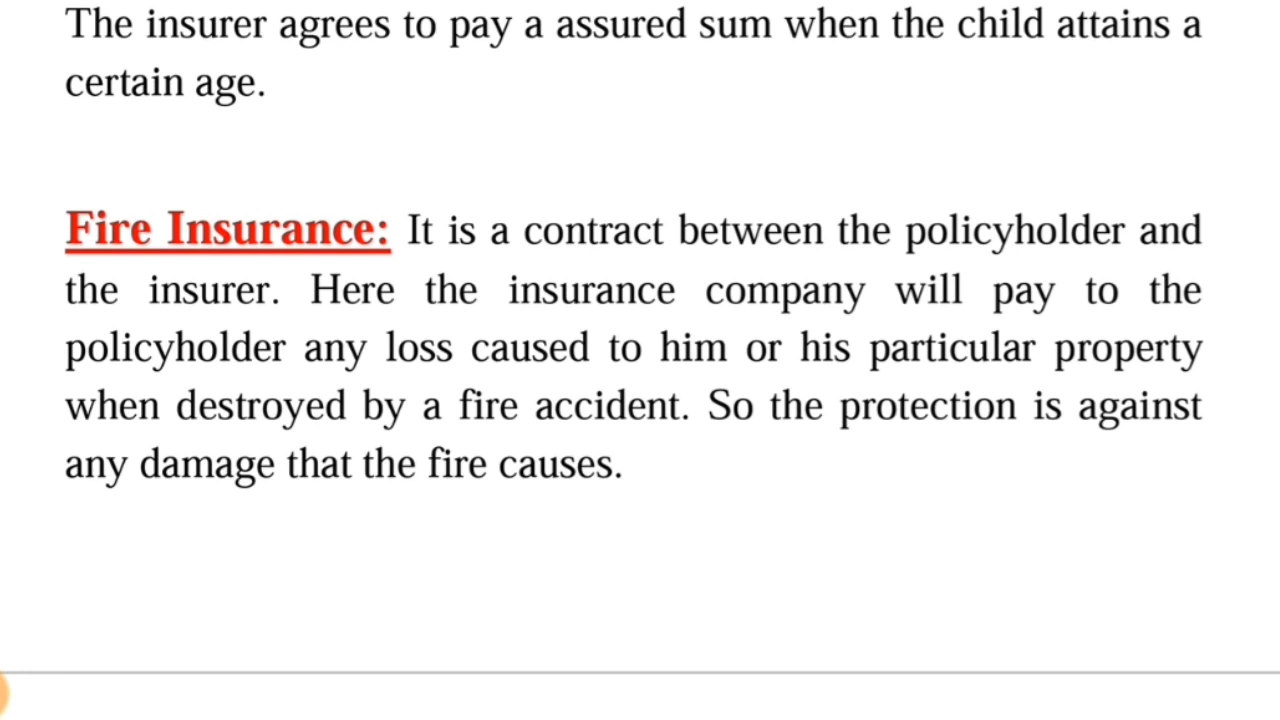 The insurer agrees to pay a assured sum when the child attains a
certain age.
Fire Insurance: It is a contract between the policyholder and
the insurer. Here the insurance company will pay to the
policyholder any loss caused to him or his particular property
when destroyed by a fire accident. So the protection is against
any damage that the fire causes.